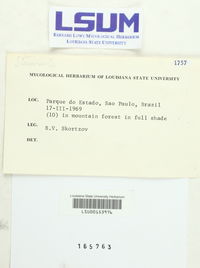 LSUM
BERNARD LOWY MYCOLOGICAL HERBARIUM
LOUISIANA STATE UNIVERSITY
1757
MYCOLOGICAL HERBARIUM OF LOUISIANA STATE UNIVERSITY
LOC. Parque do Estado, Sao Paulo, Brazil
17-III-1969
(10) in mountain forest in full shade
LEG. B.V. Skortzov
DET.
Louisiana State University Herbarium
165763